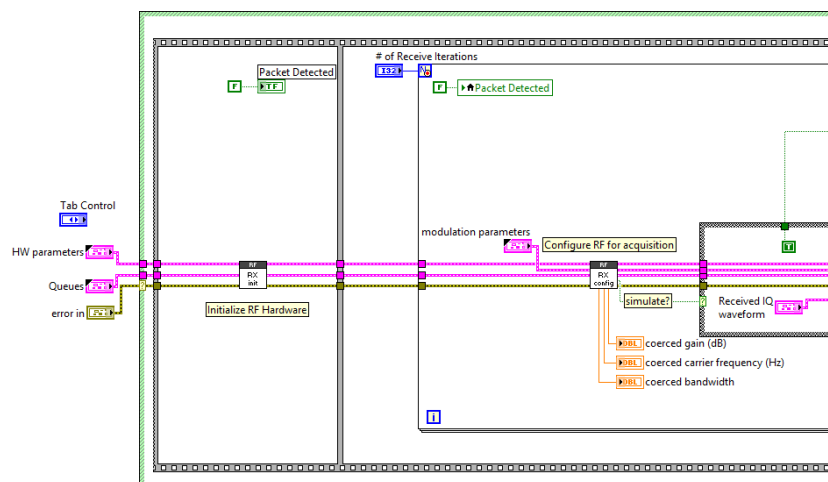 # of Receive Iterations
I32
N
Packet Detected
F
TF
F
Packet Detected
Tab Control
modulation parameters
Configure RF for acquisition
HW parameters
T
RF
RX
init
RF
RX
config
Queues
simulate?
Received IQ
waveform
error in
?
?
Initialize RF Hardware
DBL
coerced gain (dB)
DBL
coerced carrier frequency (Hz)
DBL
coerced bandwidth
i